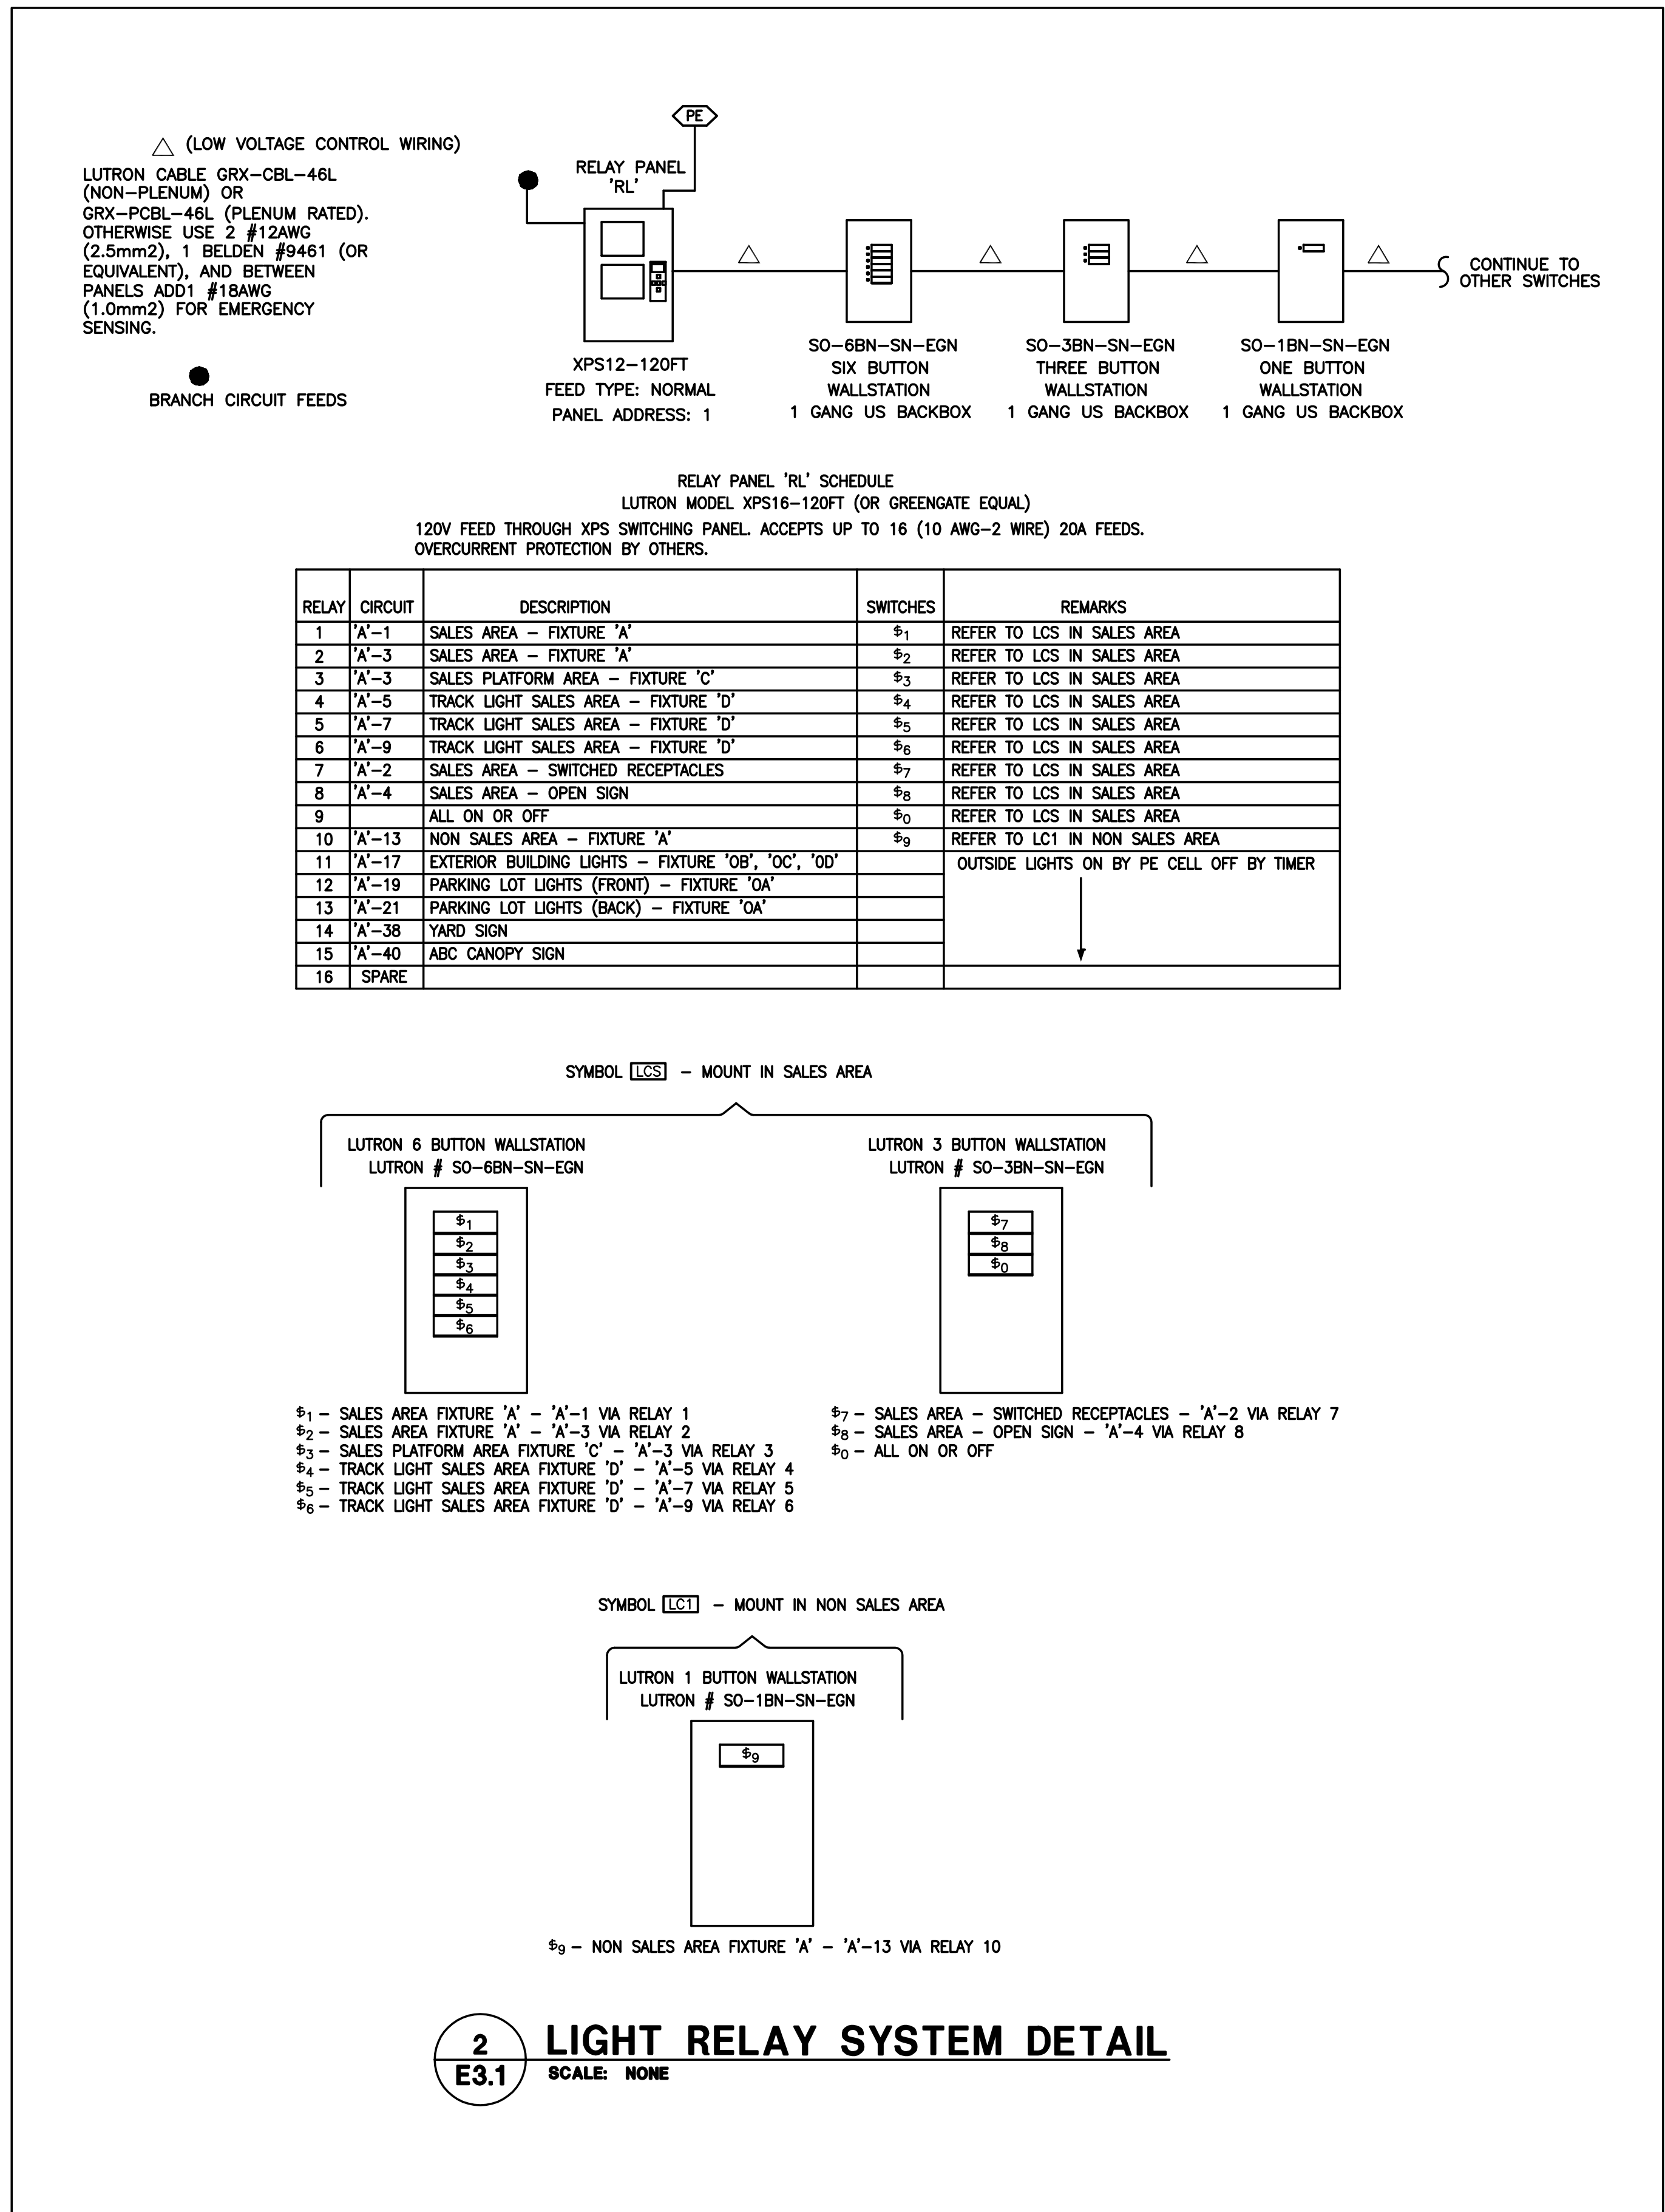 PE
△ (LOW VOLTAGE CONTROL WIRING)
LUTRON CABLE GRX-CBL-46L
(NON-PLENUM) OR
GRX-PCBL-46L (PLENUM RATED).
OTHERWISE USE 2 #12AWG
(2.5mm2), 1 BELDEN #9461 (OR
EQUIVALENT), AND BETWEEN
PANELS ADD1 #18AWG
(1.0mm2) FOR EMERGENCY
SENSING.
BRANCH CIRCUIT FEEDS
RELAY PANEL
'RL'
XPS12-120FT
FEED TYPE: NORMAL
PANEL ADDRESS: 1
SO-6BN-SN-EGN
SIX BUTTON
WALLSTATION
1 GANG US BACKBOX
SO-3BN-SN-EGN
THREE BUTTON
WALLSTATION
1 GANG US BACKBOX
SO-1BN-SN-EGN
ONE BUTTON
WALLSTATION
1 GANG US BACKBOX
CONTINUE TO
OTHER SWITCHES
RELAY PANEL 'RL' SCHEDULE
LUTRON MODEL XPS16-120FT (OR GREENGATE EQUAL)
120V FEED THROUGH XPS SWITCHING PANEL. ACCEPTS UP TO 16 (10 AWG-2 WIRE) 20A FEEDS.
OVERCURRENT PROTECTION BY OTHERS.
RELAY CIRCUIT DESCRIPTION SWITCHES REMARKS
1 'A'-1 SALES AREA - FIXTURE 'A' $1 REFER TO LCS IN SALES AREA
2 'A'-3 SALES AREA - FIXTURE 'A' $2 REFER TO LCS IN SALES AREA
3 'A'-3 SALES PLATFORM AREA - FIXTURE 'C' $3 REFER TO LCS IN SALES AREA
4 'A'-5 TRACK LIGHT SALES AREA - FIXTURE 'D' $4 REFER TO LCS IN SALES AREA
5 'A'-7 TRACK LIGHT SALES AREA - FIXTURE 'D' $5 REFER TO LCS IN SALES AREA
6 'A'-9 TRACK LIGHT SALES AREA - FIXTURE 'D' $6 REFER TO LCS IN SALES AREA
7 'A'-2 SALES AREA - SWITCHED RECEPTACLES $7 REFER TO LCS IN SALES AREA
8 'A'-4 SALES AREA - OPEN SIGN $8 REFER TO LCS IN SALES AREA
9 ALL ON OR OFF $0 REFER TO LCS IN SALES AREA
10 'A'-13 NON SALES AREA - FIXTURE 'A' $9 REFER TO LC1 IN NON SALES AREA
11 'A'-17 EXTERIOR BUILDING LIGHTS - FIXTURE 'OB', 'OC', 'OD' OUTSIDE LIGHTS ON BY PE CELL OFF BY TIMER
12 'A'-19 PARKING LOT LIGHTS (FRONT) - FIXTURE 'OA'
13 'A'-21 PARKING LOT LIGHTS (BACK) - FIXTURE 'OA'
14 'A'-38 YARD SIGN
15 'A'-40 ABC CANOPY SIGN
16 SPARE
SYMBOL LCS - MOUNT IN SALES AREA
LUTRON 6 BUTTON WALLSTATION
LUTRON # SO-6BN-SN-EGN
$1
$2
$3
$4
$5
$6
$1 - SALES AREA FIXTURE 'A' - 'A'-1 VIA RELAY 1
$2 - SALES AREA FIXTURE 'A' - 'A'-3 VIA RELAY 2
$3 - SALES PLATFORM AREA FIXTURE 'C' - 'A'-3 VIA RELAY 3
$4 - TRACK LIGHT SALES AREA FIXTURE 'D' - 'A'-5 VIA RELAY 4
$5 - TRACK LIGHT SALES AREA FIXTURE 'D' - 'A'-7 VIA RELAY 5
$6 - TRACK LIGHT SALES AREA FIXTURE 'D' - 'A'-9 VIA RELAY 6
LUTRON 3 BUTTON WALLSTATION
LUTRON # SO-3BN-SN-EGN
$7
$8
$0
$7 - SALES AREA - SWITCHED RECEPTACLES - 'A'-2 VIA RELAY 7
$8 - SALES AREA - OPEN SIGN - 'A'-4 VIA RELAY 8
$0 - ALL ON OR OFF
SYMBOL LC1 - MOUNT IN NON SALES AREA
LUTRON 1 BUTTON WALLSTATION
LUTRON # SO-1BN-SN-EGN
$9
$9 - NON SALES AREA FIXTURE 'A' - 'A'-13 VIA RELAY 10
2
E3.1
LIGHT RELAY SYSTEM DETAIL
SCALE: NONE